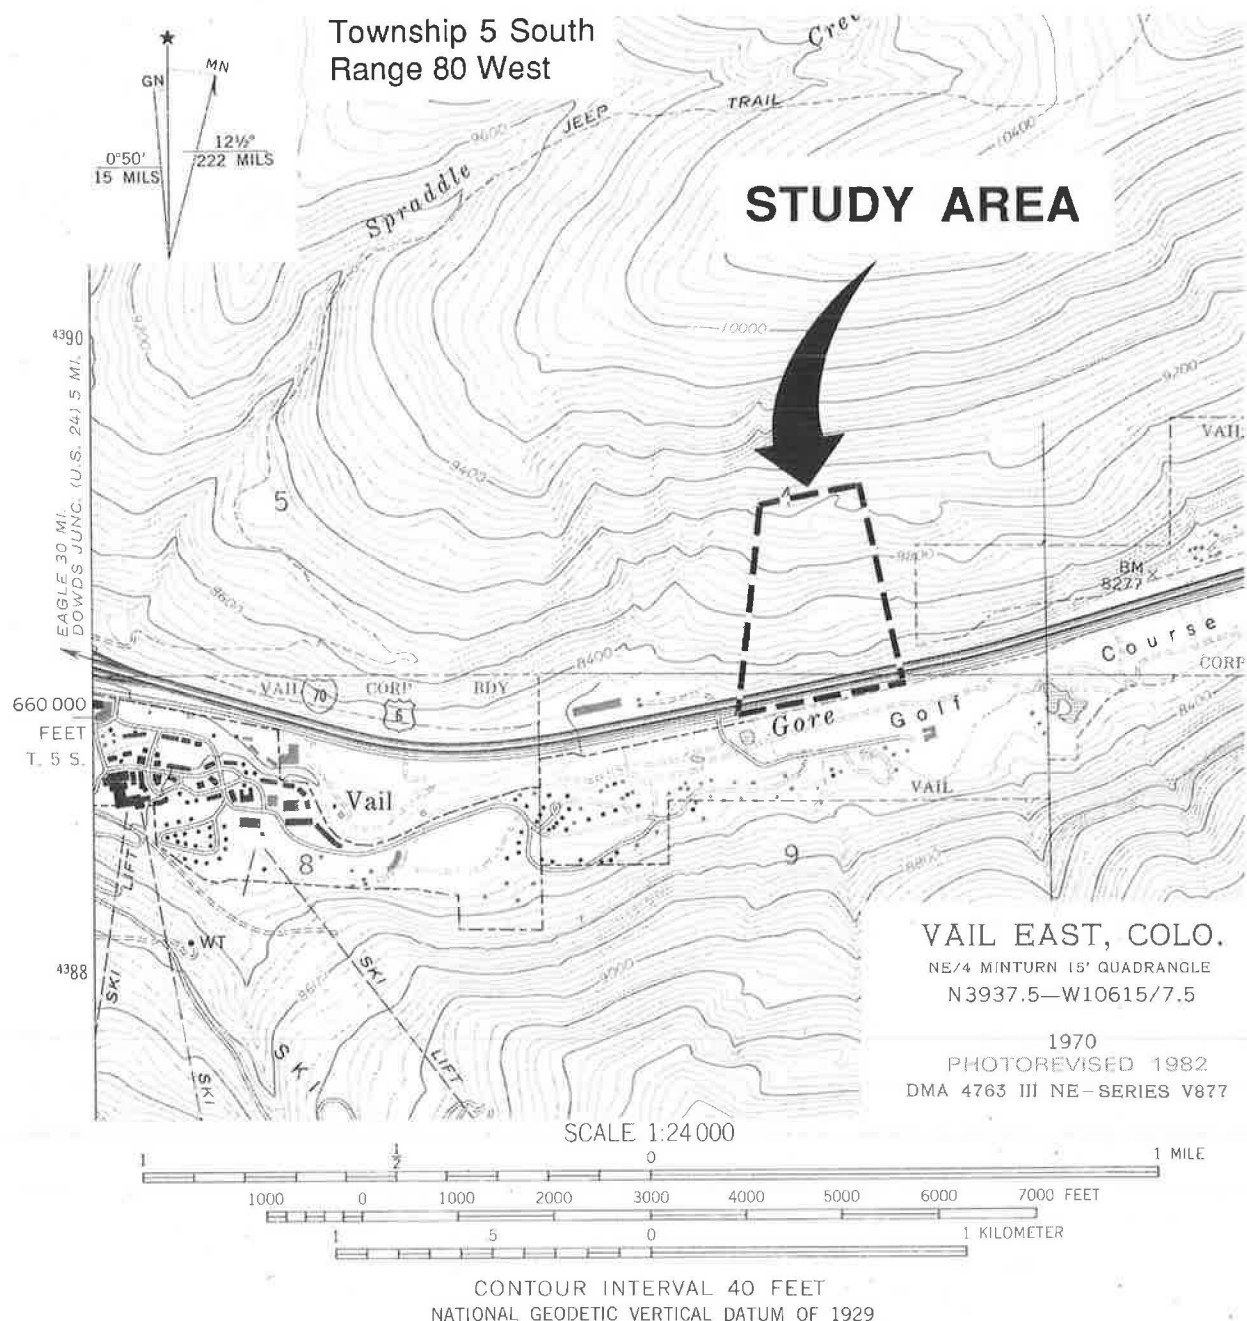 Township 5 South
Range 80 West
GN
MN
0°50'
15 MILS
12½°
222 MILS
Spraddle
Creek
JEEP
TRAIL
9600
10400
STUDY AREA
10000
4390
9200
EAGLE 30 MI.
DOWDS JUNC. (U.S. 24) 5 MI.
VAIL
9400
5
BM
8277
8600
8400
Course
CORP
660 000
FEET
T. 5 S.
VAIL
70
CORP
6
BDY
Gore
Golf
8400
Vail
VAIL
8
9
8800
LIFT
WT
SKI
SKI
LIFT
SKI
SKI
9000
4388
VAIL EAST, COLO.
NE/4 MINTURN 15' QUADRANGLE
N3937.5—W10615/7.5
1970
PHOTOREVISED 1982
DMA 4763 III NE-SERIES V877
SCALE 1:24 000
1 ½ 0 1 MILE
1000 0 1000 2000 3000 4000 5000 6000 7000 FEET
1 5 0 1 KILOMETER
CONTOUR INTERVAL 40 FEET
NATIONAL GEODETIC VERTICAL DATUM OF 1929